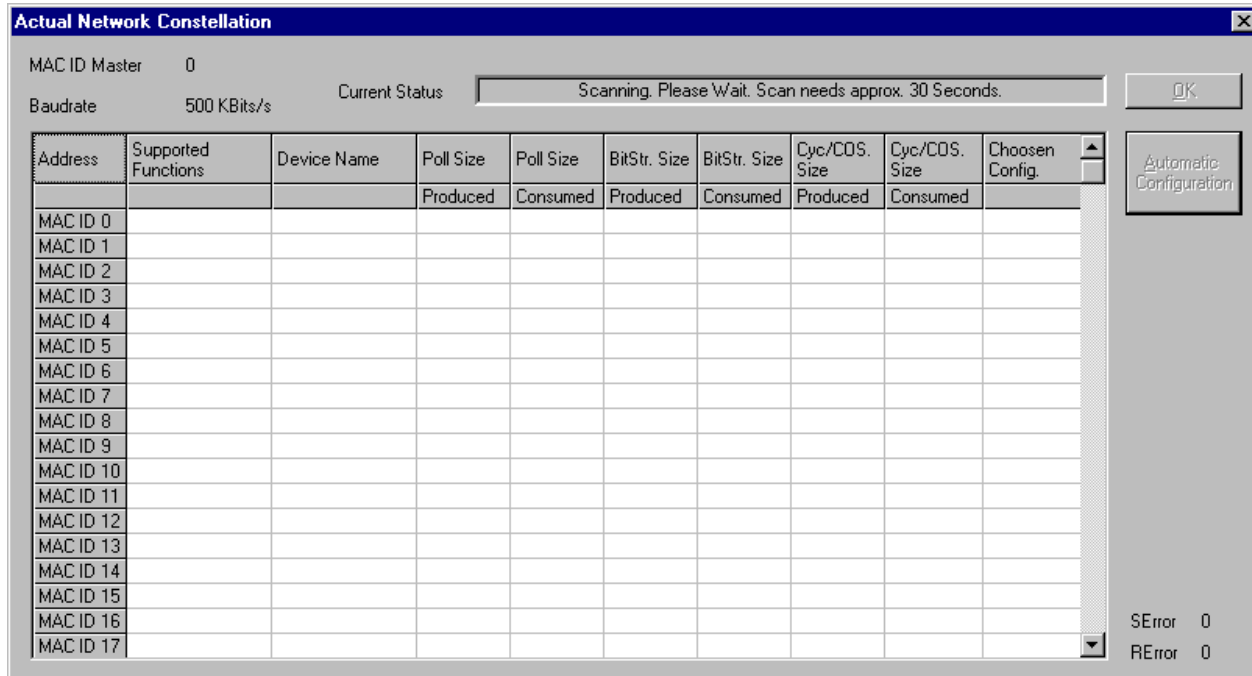 Actual Network Constellation
MAC ID Master 0
Current Status Scanning. Please Wait. Scan needs approx. 30 Seconds.
OK
Baudrate 500 KBits/s
Address Supported Functions Device Name Poll Size Poll Size BitStr. Size BitStr. Size Cyc/COS. Size Cyc/COS. Size Choosen Config.
Produced Consumed Produced Consumed Produced Consumed
Automatic Configuration
MAC ID 0
MAC ID 1
MAC ID 2
MAC ID 3
MAC ID 4
MAC ID 5
MAC ID 6
MAC ID 7
MAC ID 8
MAC ID 9
MAC ID 10
MAC ID 11
MAC ID 12
MAC ID 13
MAC ID 14
MAC ID 15
MAC ID 16
MAC ID 17
SError 0
RError 0